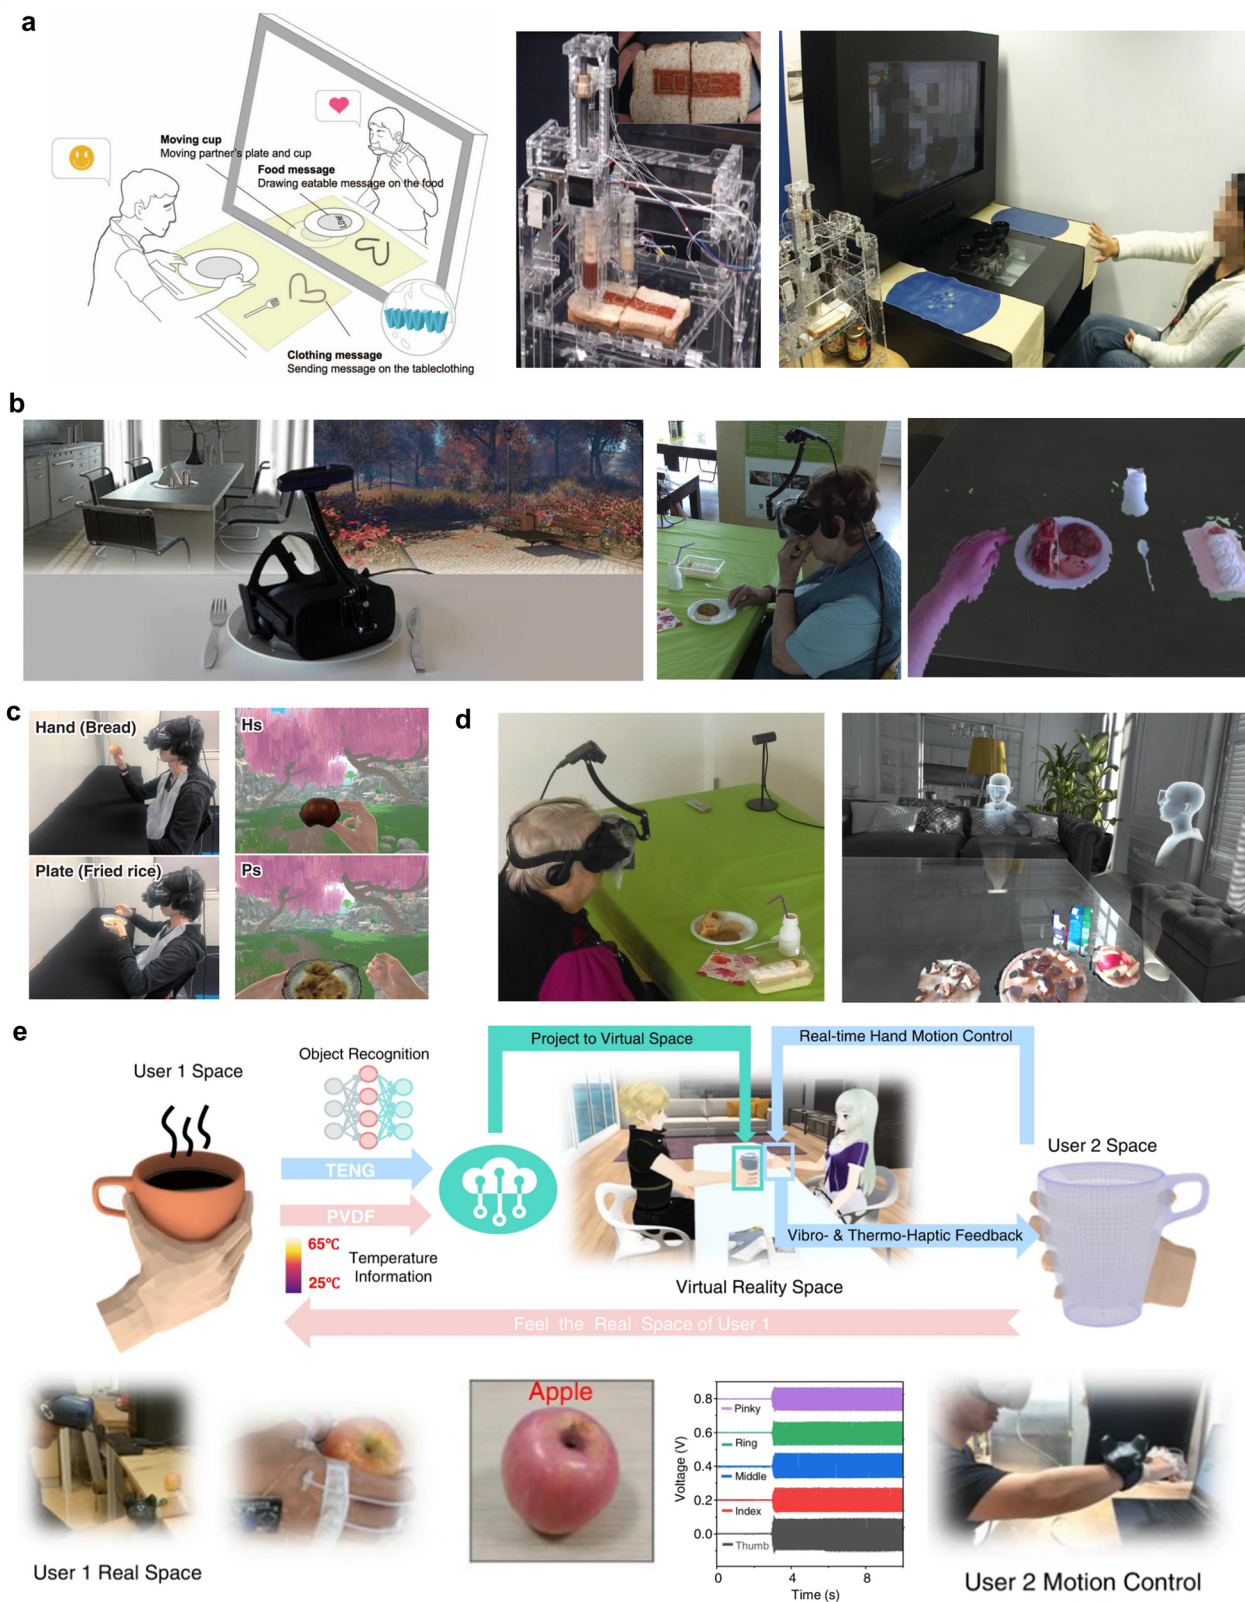 a
Moving cup
Moving partner's plate and cup
Food message
Drawing eatable message on the food
LOVE
Clothing message
Sending message on the tableclothing
LOVE
b
c
Hand (Bread)
Hs
Plate (Fried rice)
Ps
d
e
User 1 Space
Object Recognition
TENG
PVDF
65℃
25℃
Temperature
Information
Project to Virtual Space
Real-time Hand Motion Control
User 2 Space
Vibro- & Thermo-Haptic Feedback
Virtual Reality Space
Feel the Real Space of User 1
User 1 Real Space
Apple
Voltage (V)
0.8
0.6
0.4
0.2
0.0
Pinky
Ring
Middle
Index
Thumb
0
4
8
Time (s)
User 2 Motion Control